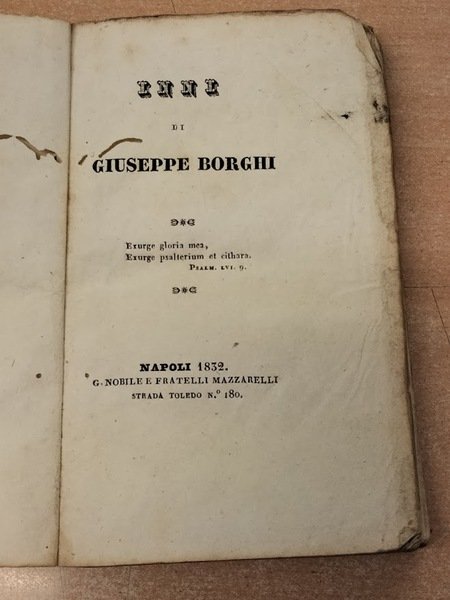 INNI
DI
GIUSEPPE BORGHI
Exurge gloria mea,
Exurge psalterium et cithara.
PSALM. LVI. 9.
NAPOLI 1832.
G. NOBILE E FRATELLI MAZZARELLI
STRADA TOLEDO N.º 180.